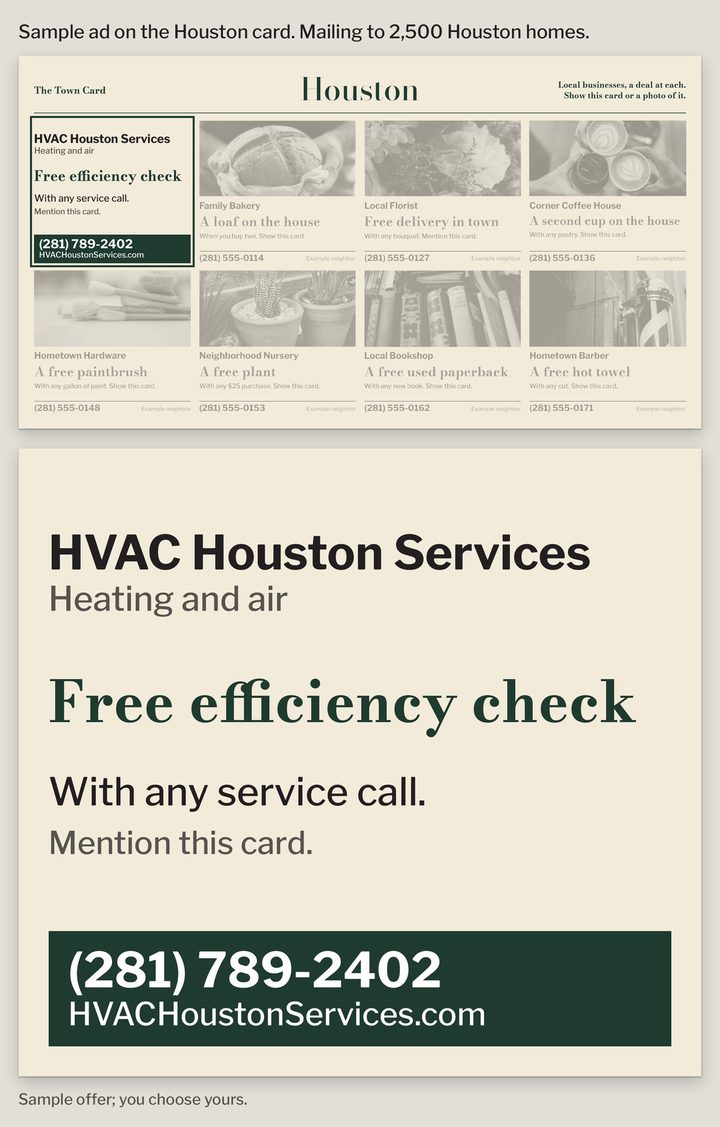 Sample ad on the Houston card. Mailing to 2,500 Houston homes.
The Town Card
Houston
Local businesses, a deal at each.
Show this card or a photo of it.
HVAC Houston Services
Heating and air
Free efficiency check
With any service call.
Mention this card.
(281) 789-2402
HVACHoustonServices.com
Family Bakery
A loaf on the house
When you buy two. Show this card.
(281) 555-0114
Example neighbor
Local Florist
Free delivery in town
With any bouquet. Mention this card.
(281) 555-0127
Example neighbor
Corner Coffee House
A second cup on the house
With any pastry. Show this card.
(281) 555-0136
Example neighbor
Hometown Hardware
A free paintbrush
With any gallon of paint. Show this card.
(281) 555-0148
Example neighbor
Neighborhood Nursery
A free plant
With any $25 purchase. Show this card.
(281) 555-0153
Example neighbor
Local Bookshop
A free used paperback
With any new book. Show this card.
(281) 555-0162
Example neighbor
Hometown Barber
A free hot towel
With any cut. Show this card.
(281) 555-0171
Example neighbor
HVAC Houston Services
Heating and air
Free efficiency check
With any service call.
Mention this card.
(281) 789-2402
HVACHoustonServices.com
Sample offer; you choose yours.